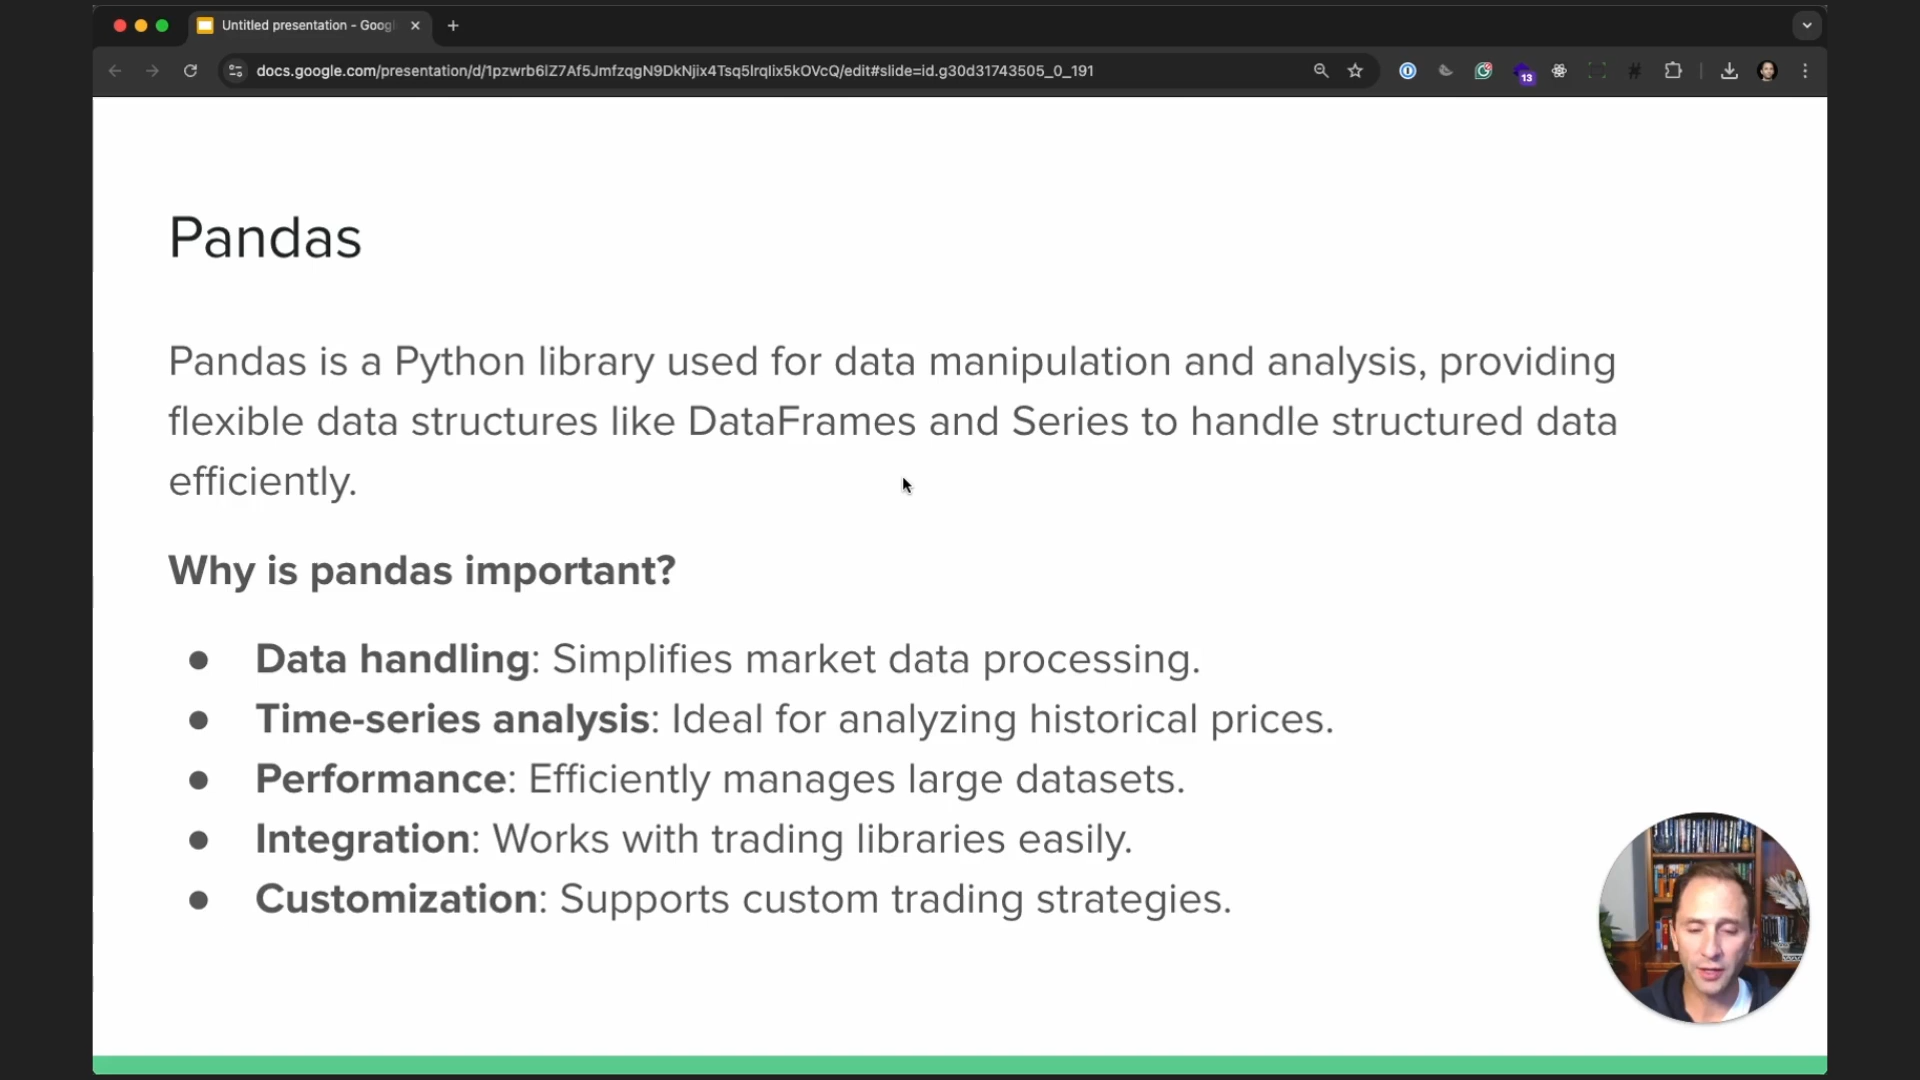 Untitled presentation - Goog
docs.google.com/presentation/d/1pzwrb6IZ7Af5JmfzqgN9DkNjix4Tsq5IrqIix5kOVcQ/edit#slide=id.g30d31743505_0_191
13
Pandas
Pandas is a Python library used for data manipulation and analysis, providing
flexible data structures like DataFrames and Series to handle structured data
efficiently.
Why is pandas important?
● Data handling: Simplifies market data processing.
● Time-series analysis: Ideal for analyzing historical prices.
● Performance: Efficiently manages large datasets.
● Integration: Works with trading libraries easily.
● Customization: Supports custom trading strategies.